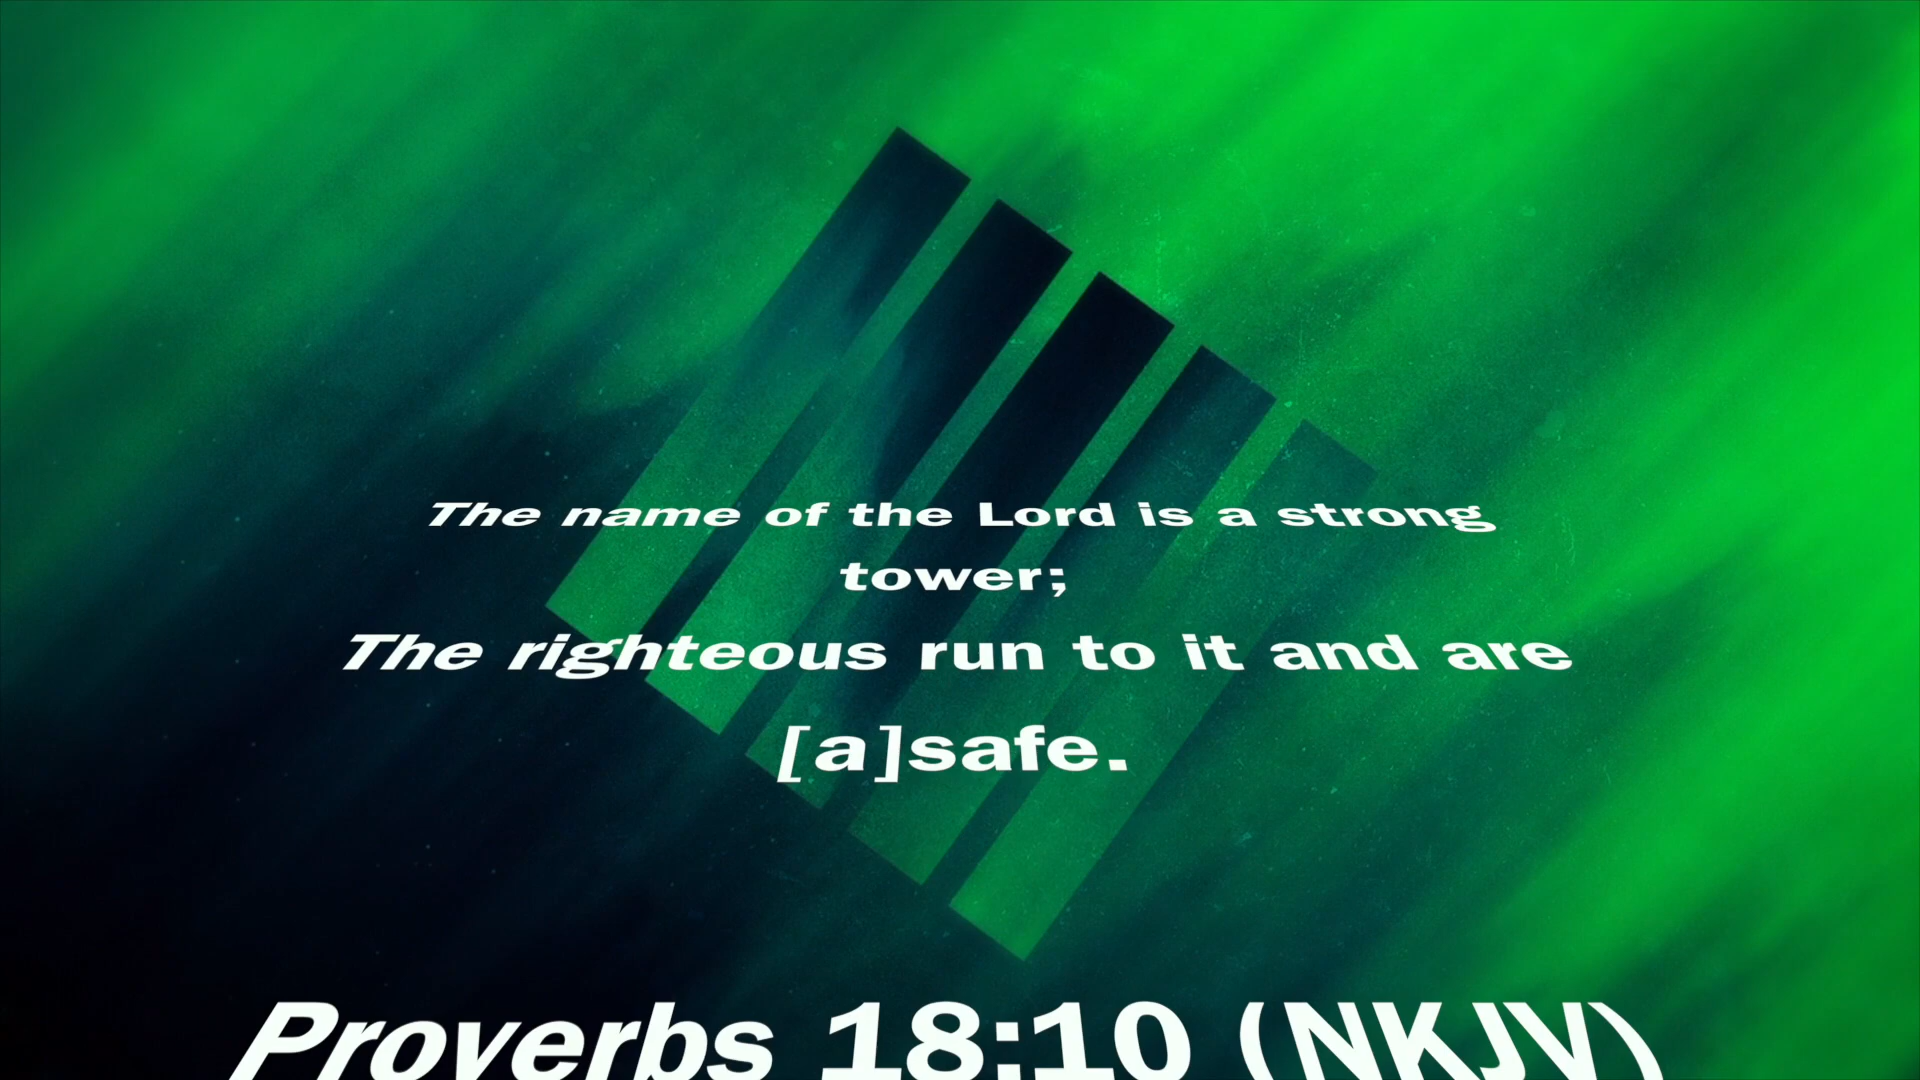 The name of the Lord is a strong
tower;
The righteous run to it and are
[a]safe.
Proverbs 18:10 (NKJV)